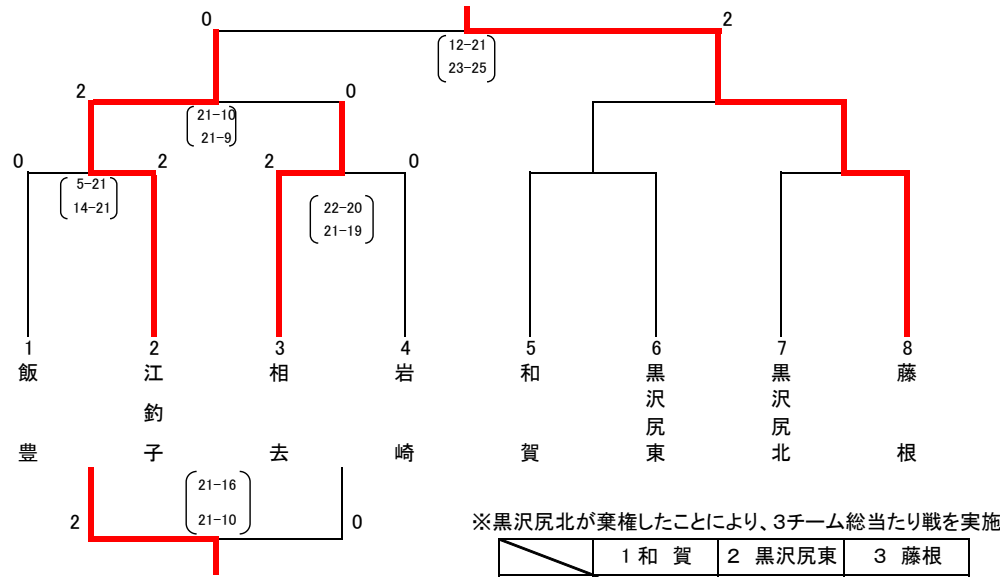 0
2
12-21
23-25
2
0
21-10
21-9
0
2
2
0
5-21
14-21
22-20
21-19
1 2 3 4 5 6 7 8
飯豊
江釣子
相去
岩崎
和賀
黒沢尻東
黒沢尻北
藤根
21-16
21-10
2
0
※黒沢尻北が棄権したことにより、3チーム総当たり戦を実施
1 和 賀
2 黒沢尻東
3 藤根